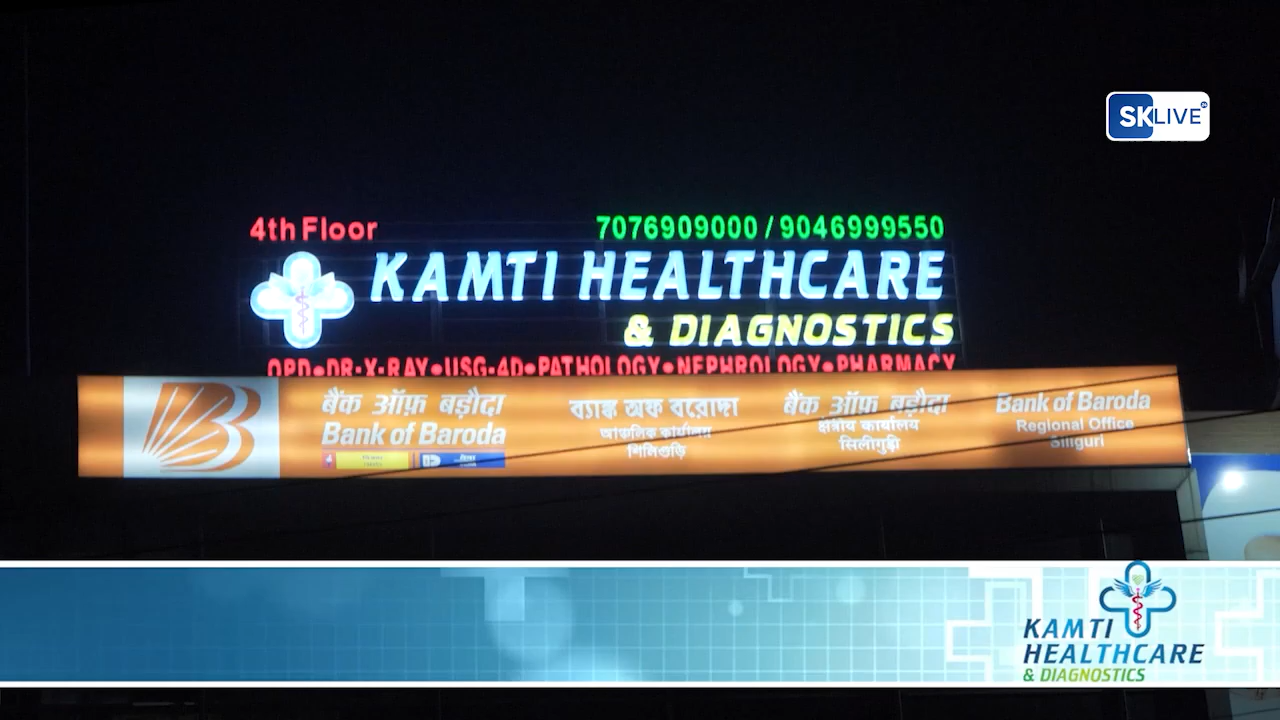 SKLIVE
4th Floor
7076909000 / 9046999550
KAMTI HEALTHCARE
& DIAGNOSTICS
OPD•DR•X-RAY•USG-4D•PATHOLOGY•NEPHROLOGY•PHARMACY
बैंक ऑफ़ बड़ौदा
Bank of Baroda
ব্যাঙ্ক অফ বরোদা
আঞ্চলিক কার্যালয়
শিলিগুড়ি
बैंक ऑफ़ बड़ौदा
क्षेत्रीय कार्यालय
सिलीगुड़ी
Bank of Baroda
Regional Office
Siliguri
KAMTI
HEALTHCARE
& DIAGNOSTICS